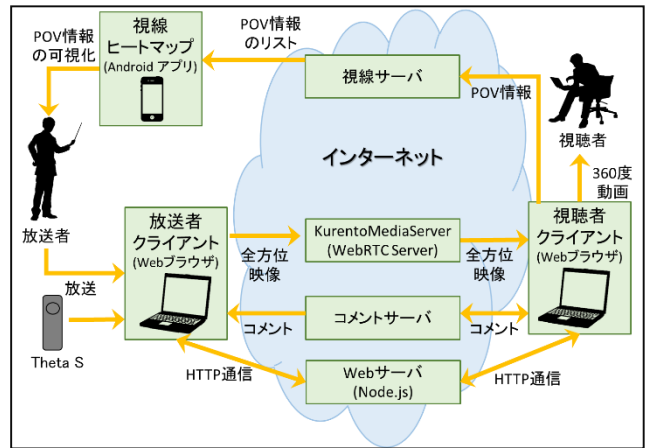 POV情報
の可視化
視線
ヒートマップ
(Android アプリ)
POV情報
のリスト
視線サーバ
POV情報
視聴者
インターネット
360度
動画
放送者
放送者
クライアント
(Webブラウザ)
全方位
映像
KurentoMediaServer
(WebRTC Server)
全方位
映像
視聴者
クライアント
(Webブラウザ)
放送
Theta S
コメント
コメントサーバ
コメント
HTTP通信
Webサーバ
(Node.js)
HTTP通信